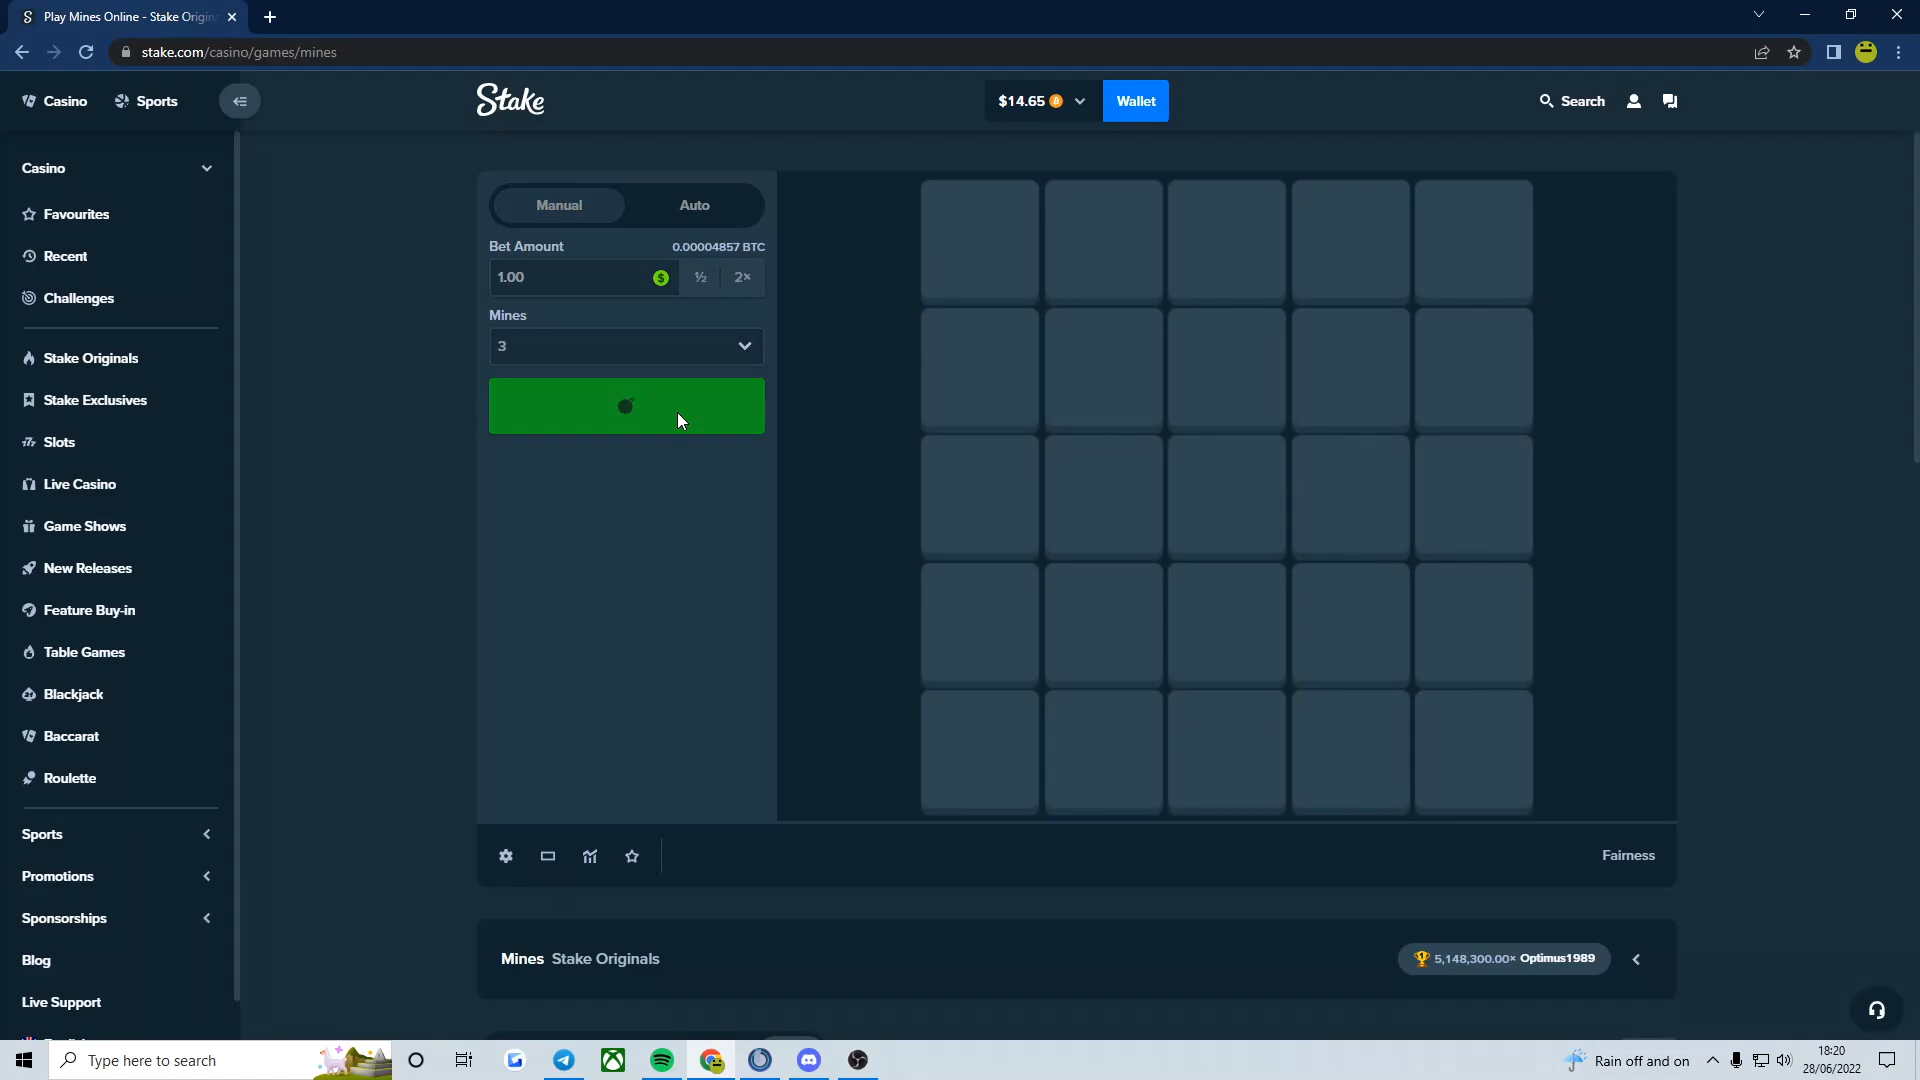 Play Mines Online - Stake Origin
stake.com/casino/games/mines
Casino
Sports
Stake
$14.65
Wallet
Search
Casino
Favourites
Recent
Challenges
Stake Originals
Stake Exclusives
Slots
Live Casino
Game Shows
New Releases
Feature Buy-in
Table Games
Blackjack
Baccarat
Roulette
Sports
Promotions
Sponsorships
Blog
Live Support
Manual
Auto
Bet Amount
0.00004857 BTC
1.00
½
2×
Mines
3
Fairness
Mines Stake Originals
5,148,300.00× Optimus1989
Type here to search
Rain off and on
18:20
28/06/2022